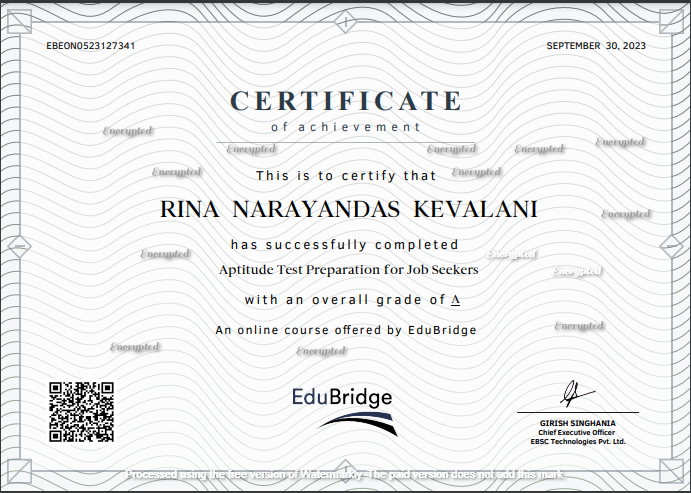 EBEON0523127341
SEPTEMBER 30, 2023
CERTIFICATE
of achievement
Encrypted
Encrypted
Encrypted Encrypted Encrypted
Encrypted Encrypted
This is to certify that
RINA NARAYANDAS KEVALANI
Encrypted
has successfully completed
Encrypted Encrypted
Aptitude Test Preparation for Job Seekers
Encrypted
with an overall grade of A
Encrypted
An online course offered by EduBridge
Encrypted Encrypted
EduBridge
GIRISH SINGHANIA
Chief Executive Officer
EBSC Technologies Pvt. Ltd.
Processed using the free version of Watermarkly. The paid version does not add this mark.